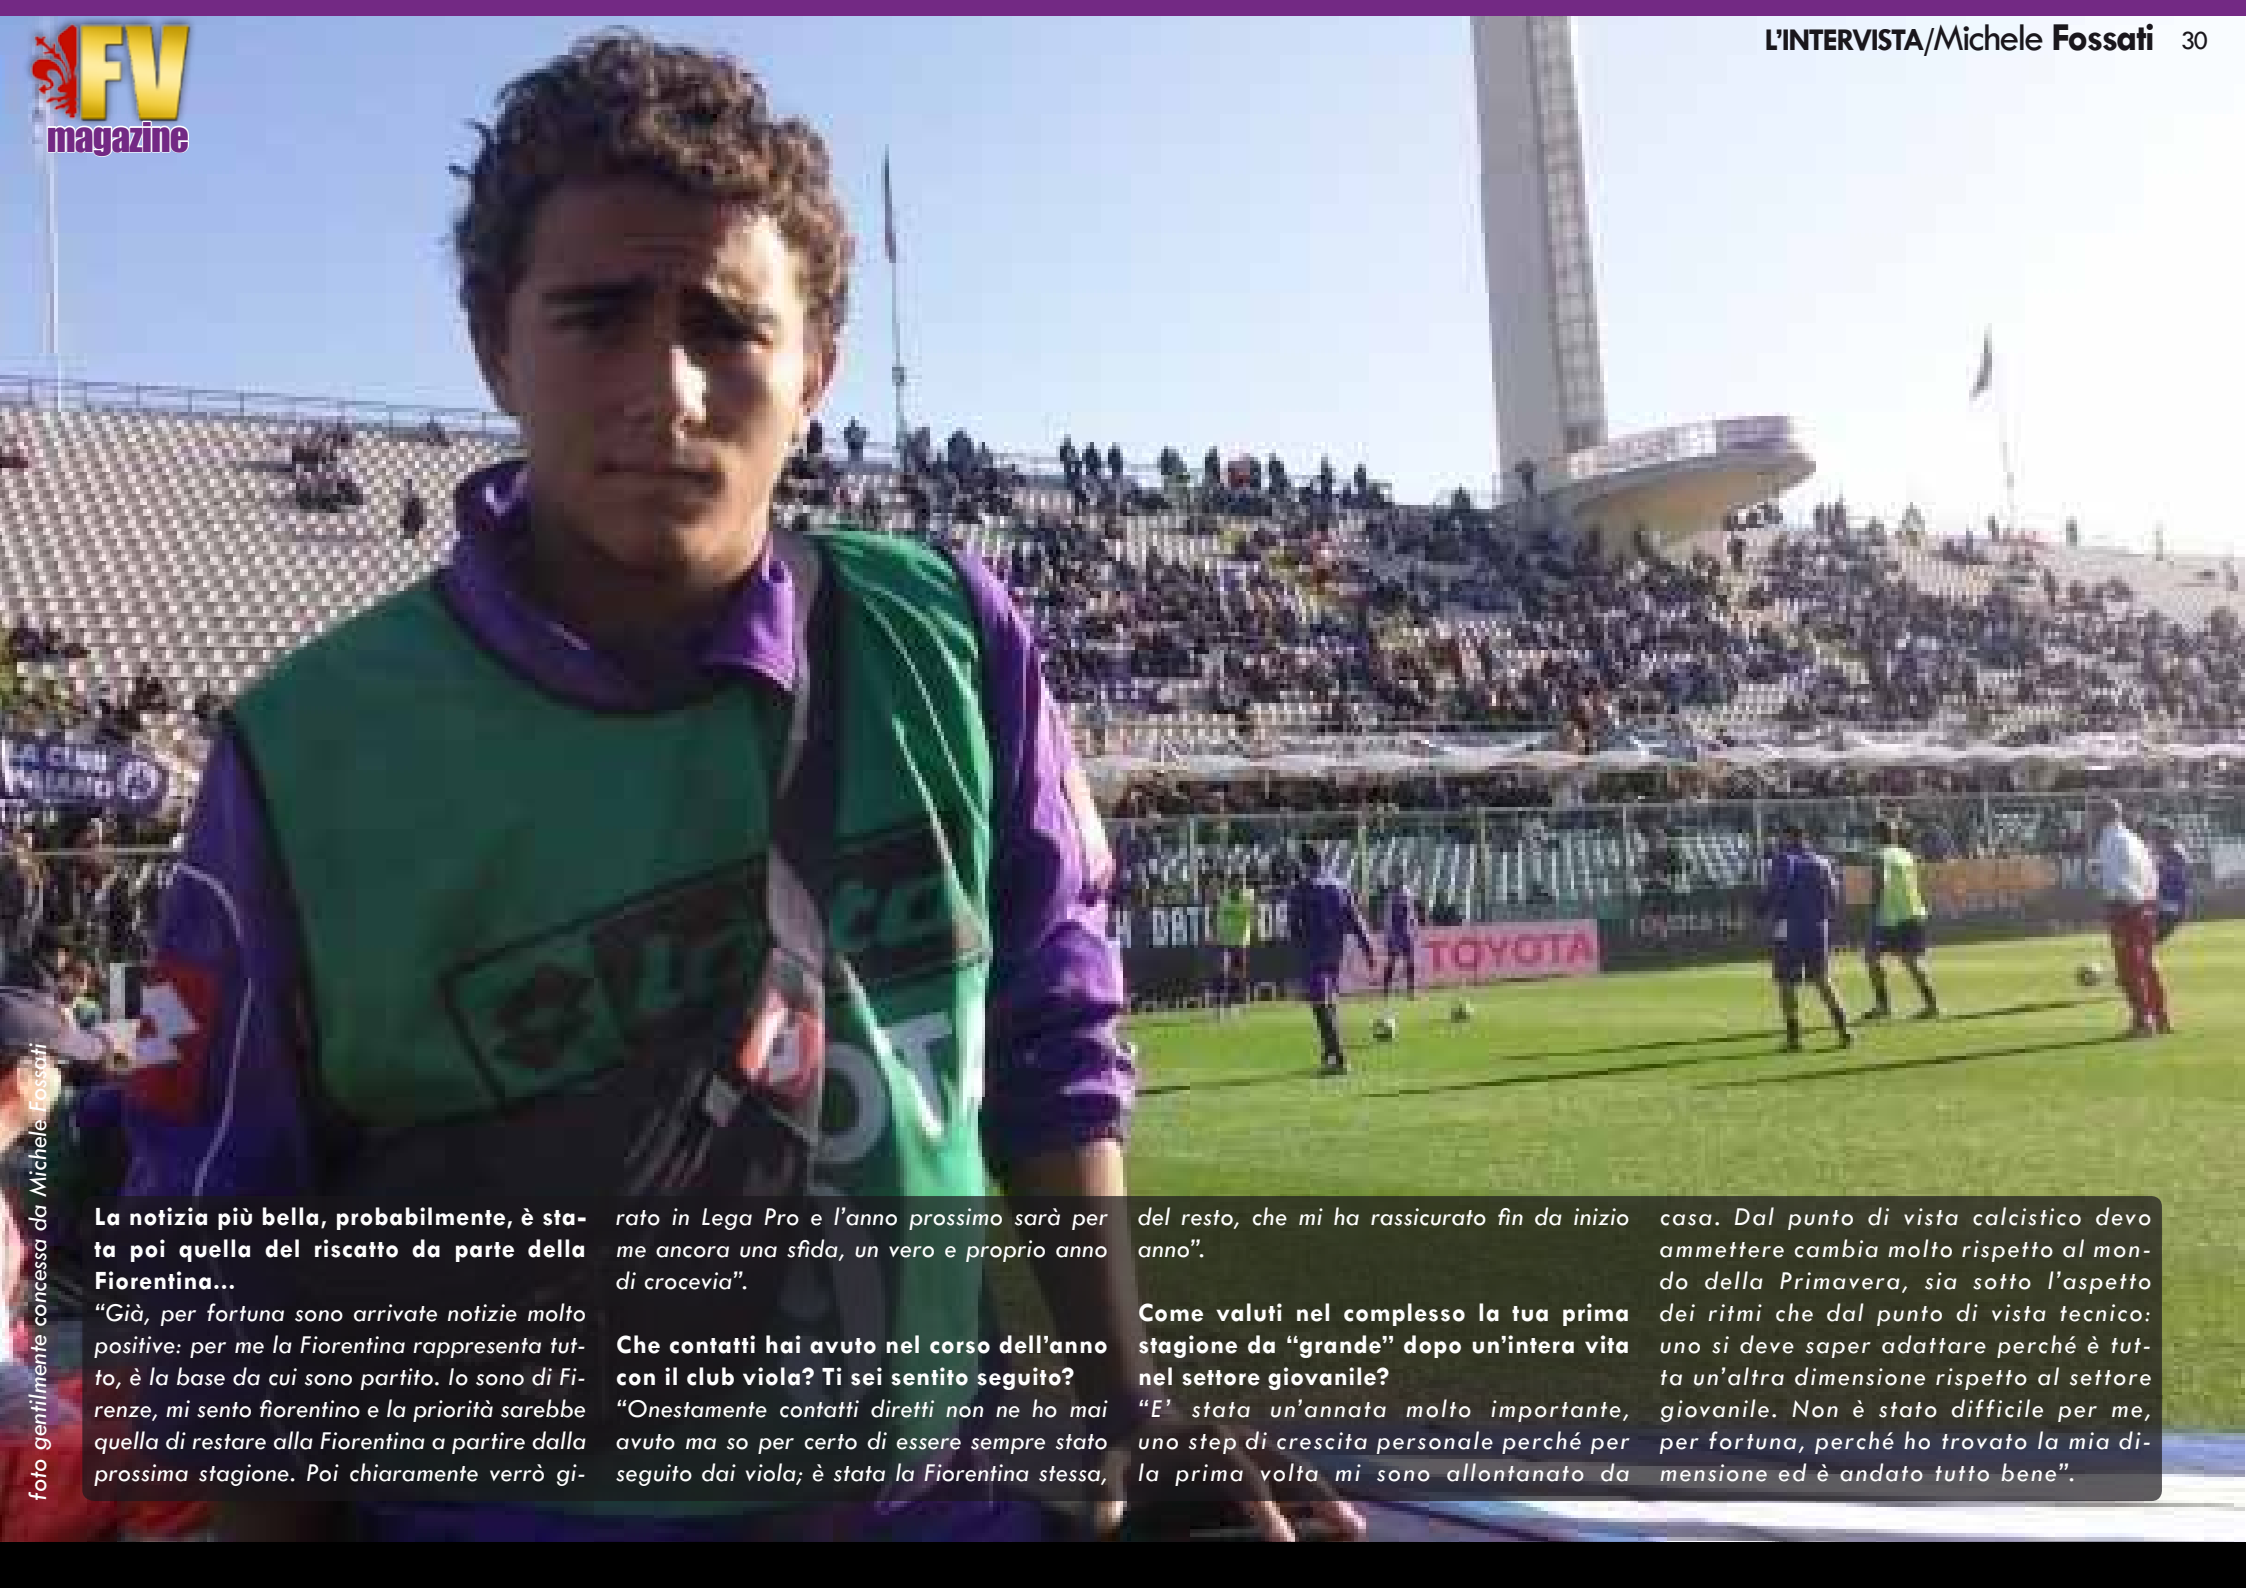 FV
magazine
L'INTERVISTA/Michele Fossati 30
TOYOTA
foto gentilmente concessa da Michele Fossati
La notizia più bella, probabilmente, è sta-
ta poi quella del riscatto da parte della
Fiorentina...
“Già, per fortuna sono arrivate notizie molto
positive: per me la Fiorentina rappresenta tut-
to, è la base da cui sono partito. Io sono di Fi-
renze, mi sento fiorentino e la priorità sarebbe
quella di restare alla Fiorentina a partire dalla
prossima stagione. Poi chiaramente verrò gi-
rato in Lega Pro e l’anno prossimo sarà per
me ancora una sfida, un vero e proprio anno
di crocevia”.
Che contatti hai avuto nel corso dell’anno
con il club viola? Ti sei sentito seguito?
“Onestamente contatti diretti non ne ho mai
avuto ma so per certo di essere sempre stato
seguito dai viola; è stata la Fiorentina stessa,
del resto, che mi ha rassicurato fin da inizio
anno”.
Come valuti nel complesso la tua prima
stagione da “grande” dopo un’intera vita
nel settore giovanile?
“E’ stata un’annata molto importante,
uno step di crescita personale perché per
la prima volta mi sono allontanato da
casa. Dal punto di vista calcistico devo
ammettere cambia molto rispetto al mon-
do della Primavera, sia sotto l’aspetto
dei ritmi che dal punto di vista tecnico:
uno si deve saper adattare perché è tut-
ta un’altra dimensione rispetto al settore
giovanile. Non è stato difficile per me,
per fortuna, perché ho trovato la mia di-
mensione ed è andato tutto bene”.